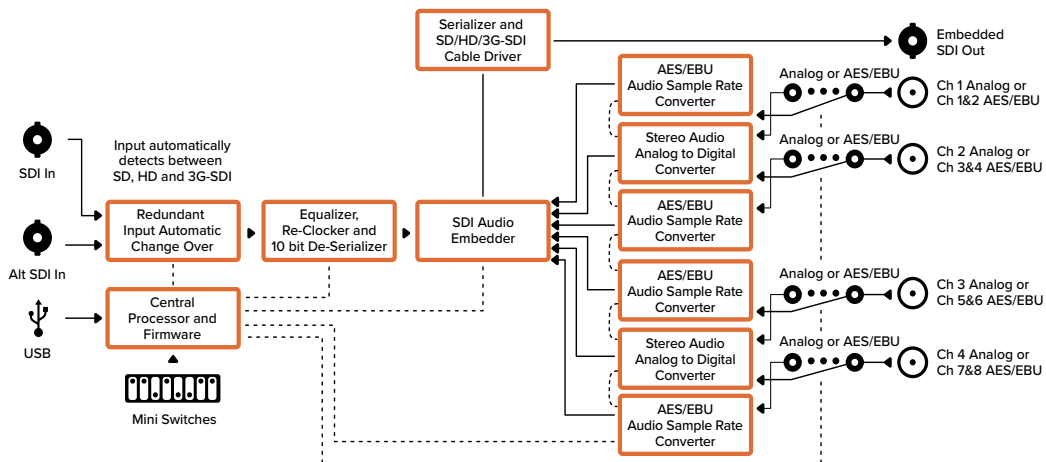 Serializer and
SD/HD/3G-SDI
Cable Driver
Embedded
SDI Out
AES/EBU
Audio Sample Rate
Converter
Analog or AES/EBU
Ch 1 Analog or
Ch 1&2 AES/EBU
SDI In
Input automatically
detects between
SD, HD and 3G-SDI
Stereo Audio
Analog to Digital
Converter
Analog or AES/EBU
Ch 2 Analog or
Ch 3&4 AES/EBU
Alt SDI In
Redundant
Input Automatic
Change Over
Equalizer,
Re-Clocker and
10 bit De-Serializer
SDI Audio
Embedder
AES/EBU
Audio Sample Rate
Converter
USB
Central
Processor and
Firmware
AES/EBU
Audio Sample Rate
Converter
Analog or AES/EBU
Ch 3 Analog or
Ch 5&6 AES/EBU
Stereo Audio
Analog to Digital
Converter
Analog or AES/EBU
Ch 4 Analog or
Ch 7&8 AES/EBU
Mini Switches
AES/EBU
Audio Sample Rate
Converter